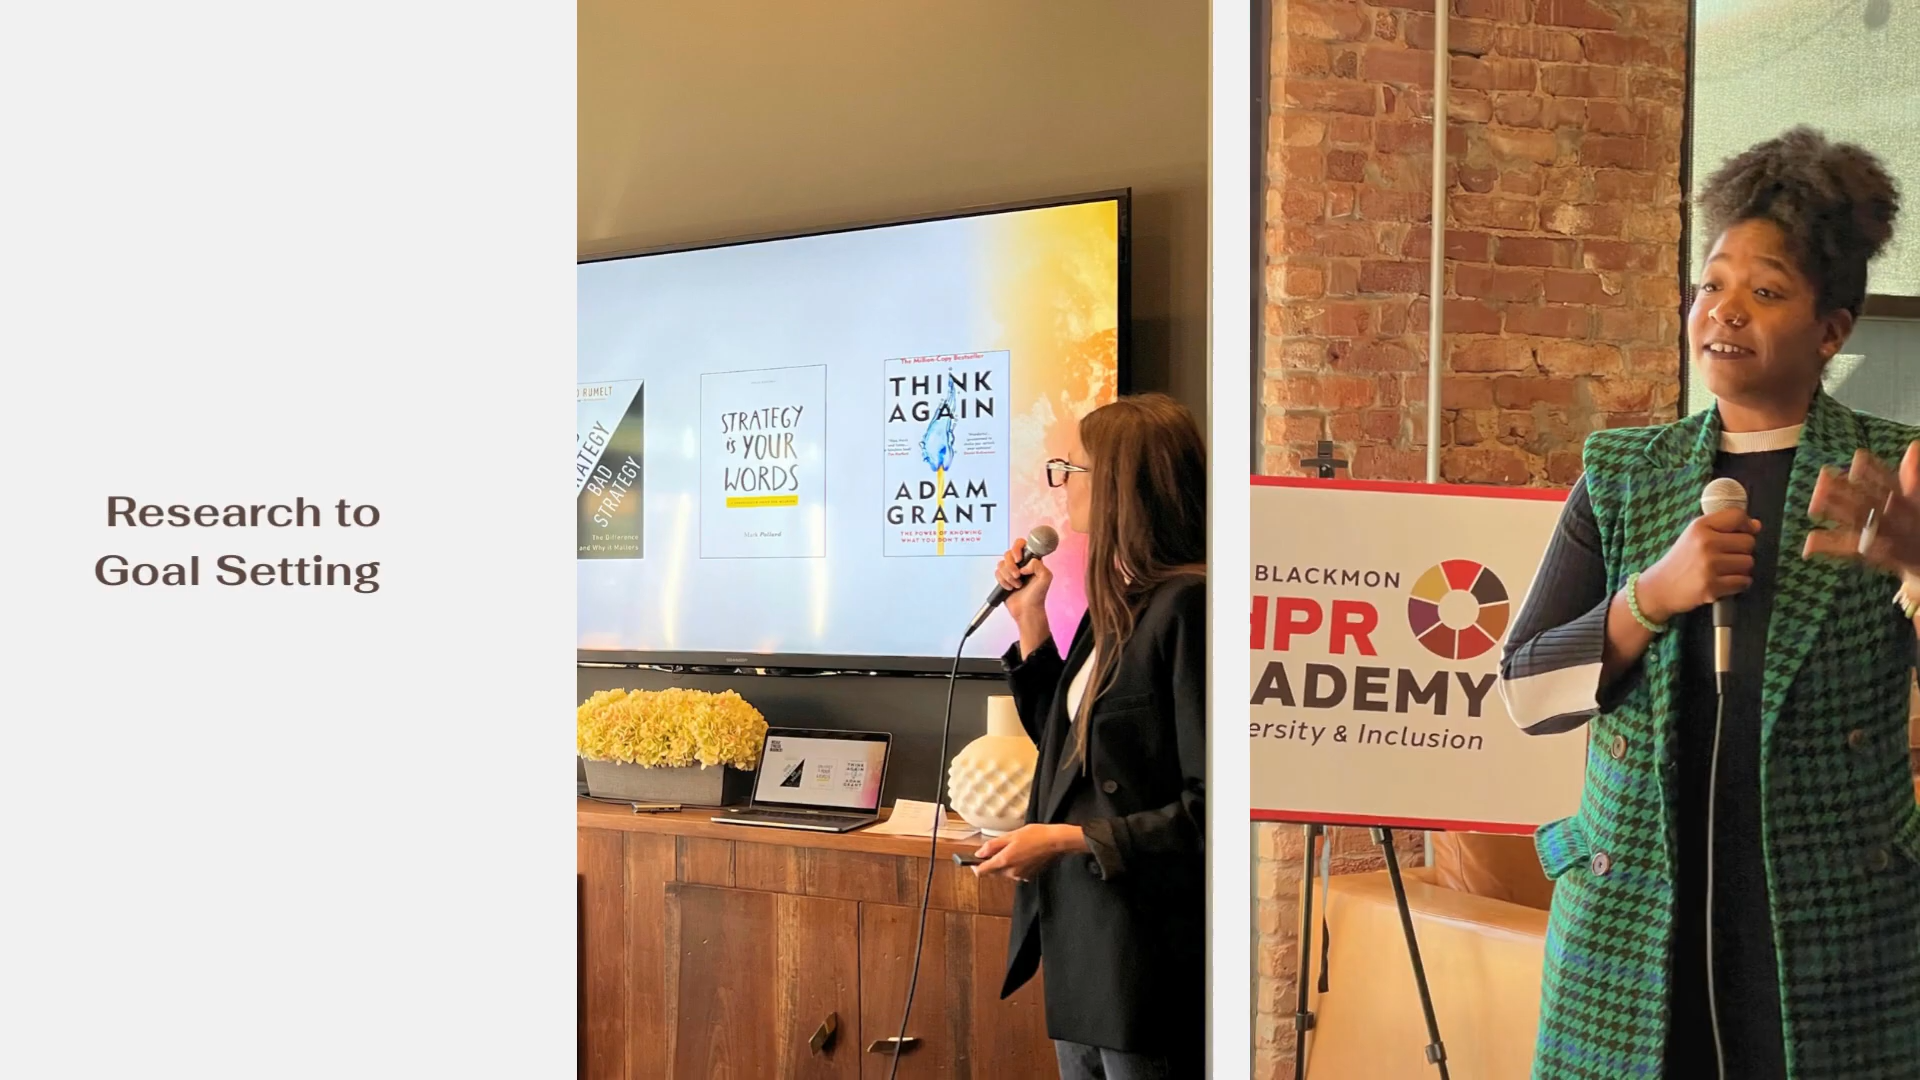 Research to
Goal Setting
RUMELT
STRATEGY
BAD
STRATEGY
The Difference
and Why it Matters
STRATEGY
is YOUR
WORDS
Mark Pollard
The Million-Copy Bestseller
THINK
AGAIN
ADAM
GRANT
THE POWER OF KNOWING
WHAT YOU DON'T KNOW
BLACKMON
HPR
ADEMY
ersity & Inclusion